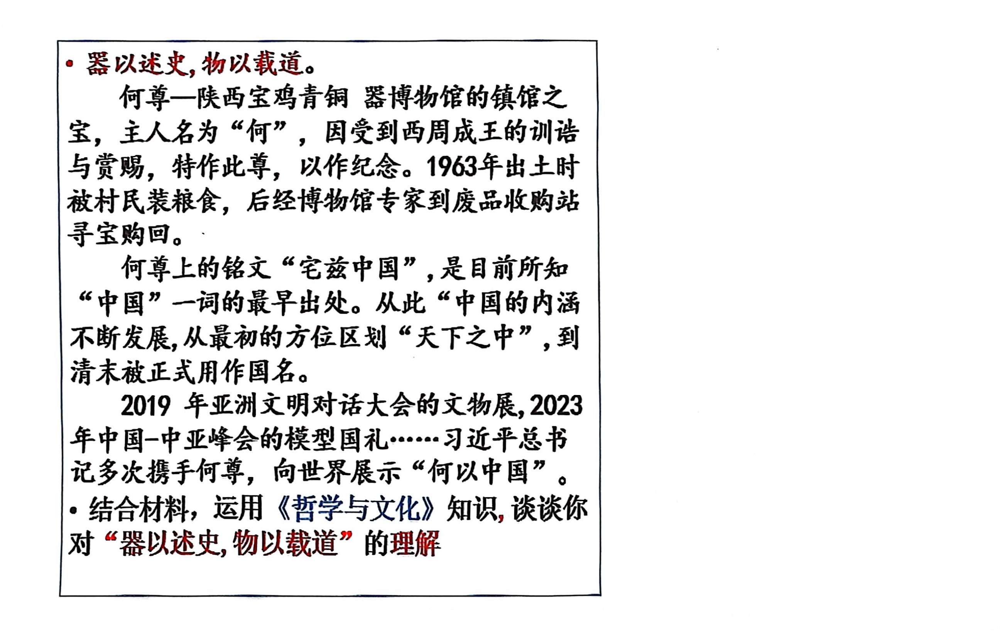 • 器以述史,物以载道。
何尊—陕西宝鸡青铜 器博物馆的镇馆之
宝，主人名为“何”，因受到西周成王的训诰
与赏赐，特作此尊，以作纪念。1963年出土时
被村民装粮食，后经博物馆专家到废品收购站
寻宝购回。
何尊上的铭文“宅兹中国”,是目前所知
“中国”一词的最早出处。从此“中国的内涵
不断发展,从最初的方位区划“天下之中”,到
清末被正式用作国名。
2019 年亚洲文明对话大会的文物展,2023
年中国-中亚峰会的模型国礼……习近平总书
记多次携手何尊，向世界展示“何以中国”。
• 结合材料，运用《哲学与文化》知识,谈谈你
对“器以述史,物以载道”的理解